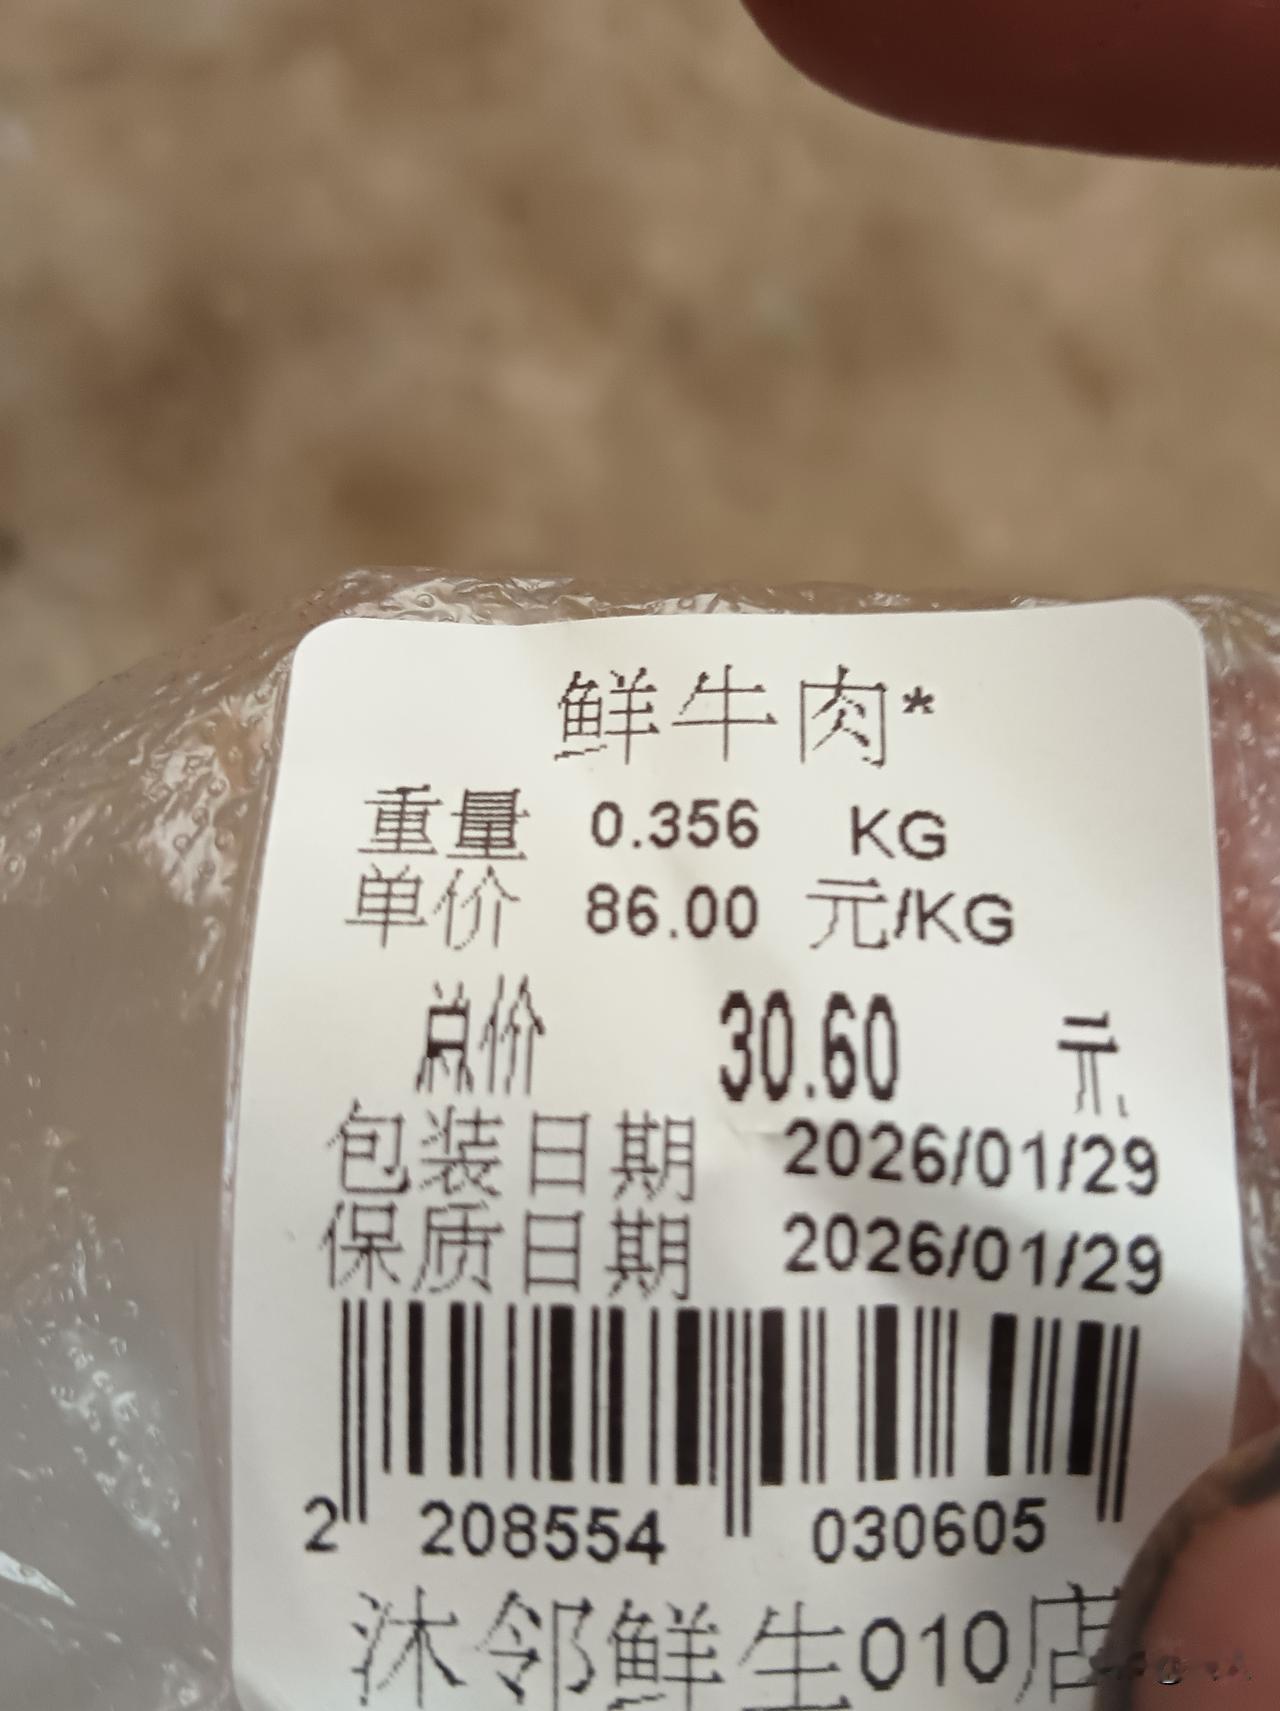 鲜牛肉*
重量 0.356 KG
单价 86.00 元/KG
总价 30.60 元
包装日期 2026/01/29
保质日期 2026/01/29
2 208554 030605
沐邻鲜生010店